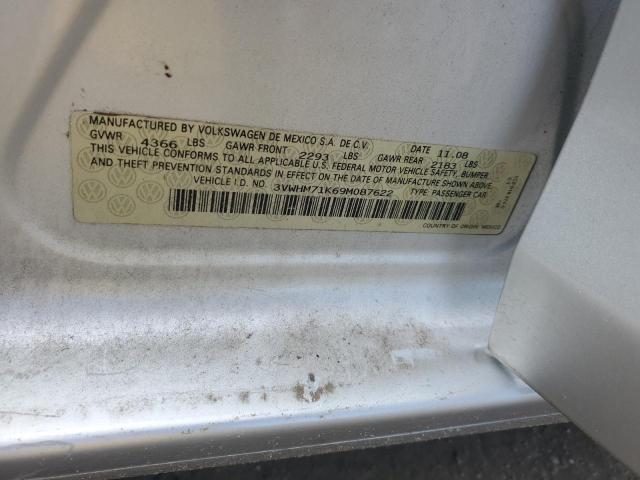 MANUFACTURED BY VOLKSWAGEN DE MEXICO S.A. DE C.V. DATE 11.08
GVWR 4366 LBS GAWR FRONT 2293 LBS GAWR REAR 2183 LBS
THIS VEHICLE CONFORMS TO ALL APPLICABLE U.S. FEDERAL MOTOR VEHICLE SAFETY, BUMPER
AND THEFT PREVENTION STANDARDS IN EFFECT ON THE DATE OF MANUFACTURE SHOWN ABOVE.
VEHICLE I.D. NO. 3VWHM71K69M087622 TYPE: PASSENGER CAR
COUNTRY OF ORIGIN: MEXICO